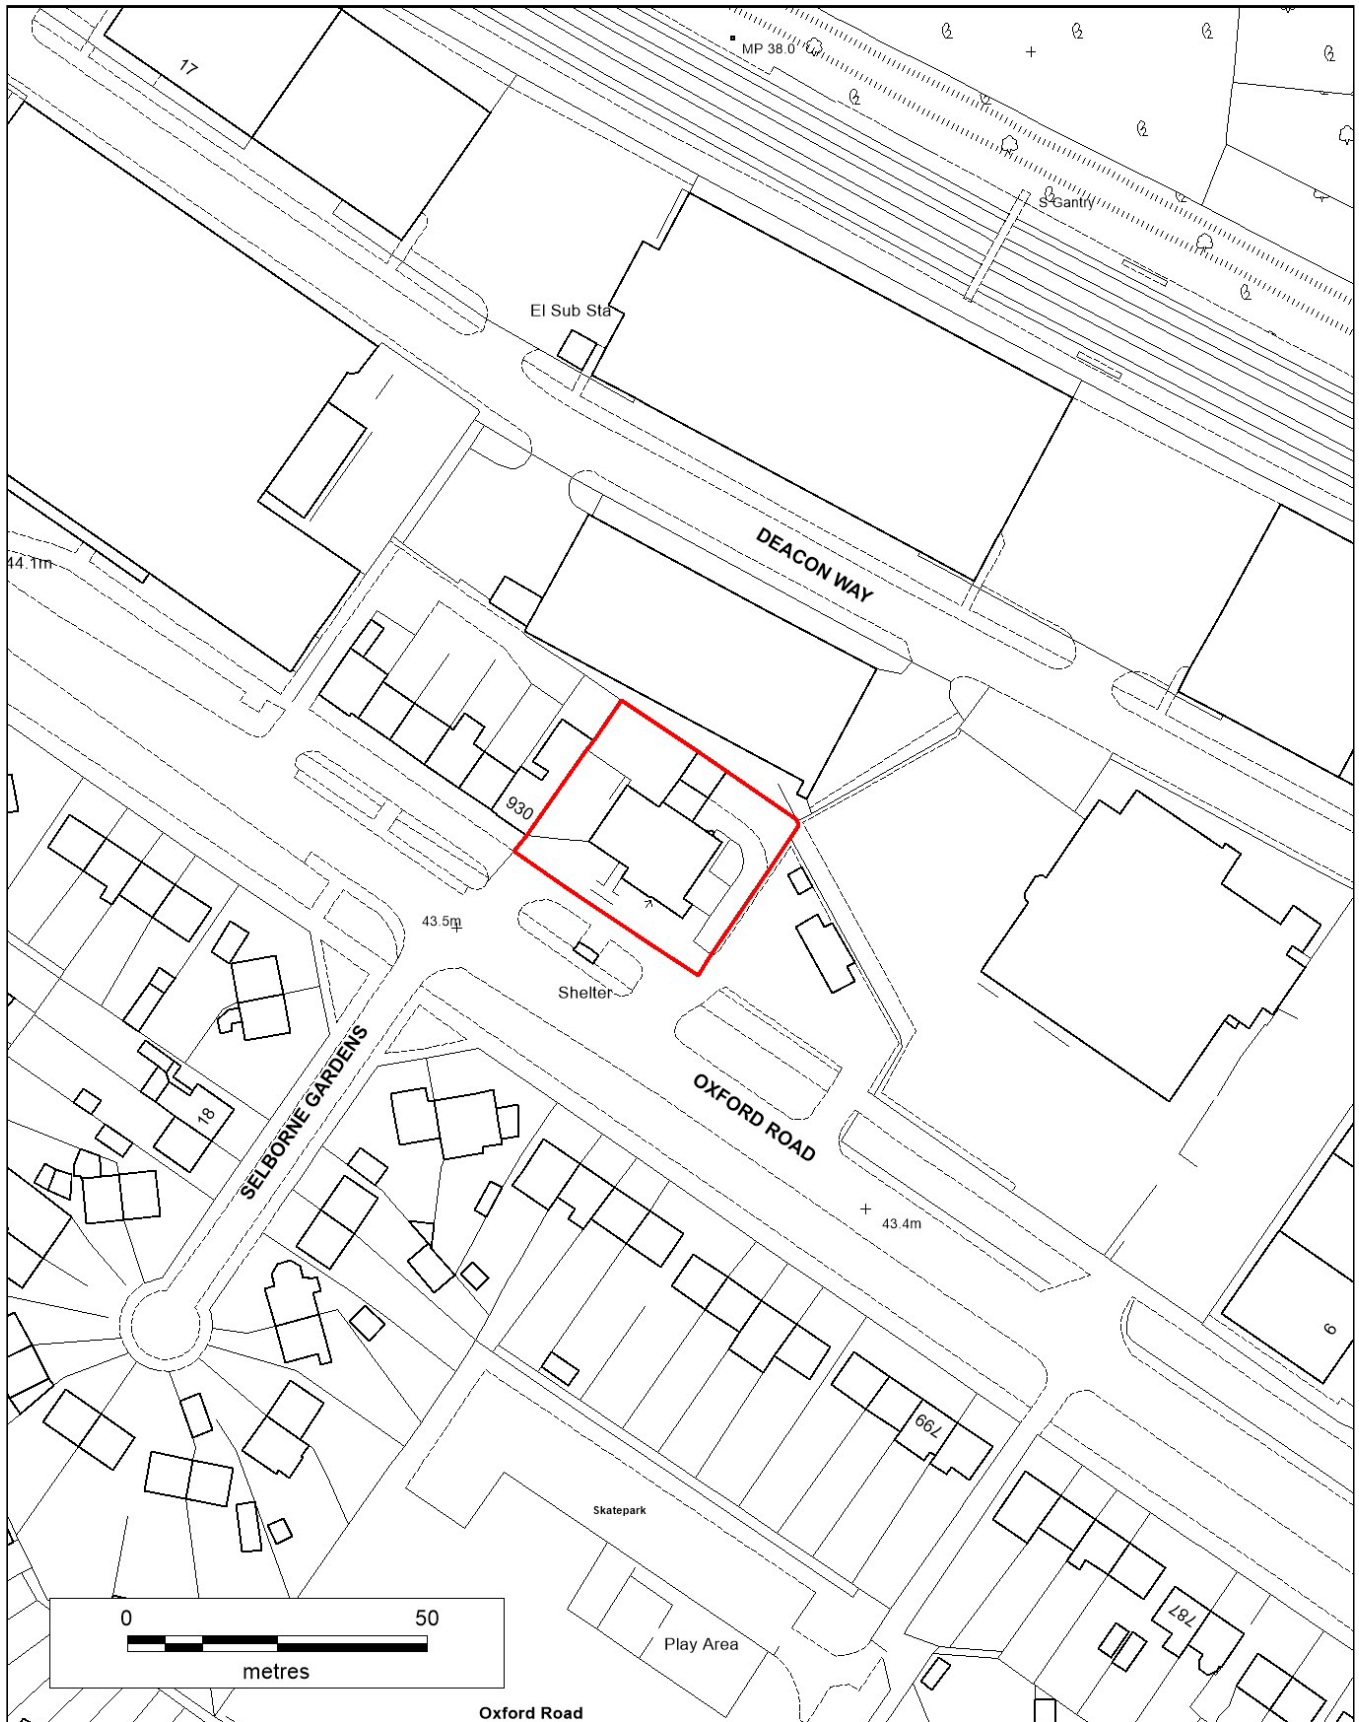 MP 38.0
17
S Gantry
El Sub Sta
DEACON WAY
44.1m
930
43.5m
Shelter
OXFORD ROAD
SELBORNE GARDENS
18
43.4m
6
799
Skatepark
787
Play Area
0 50
metres
Oxford Road